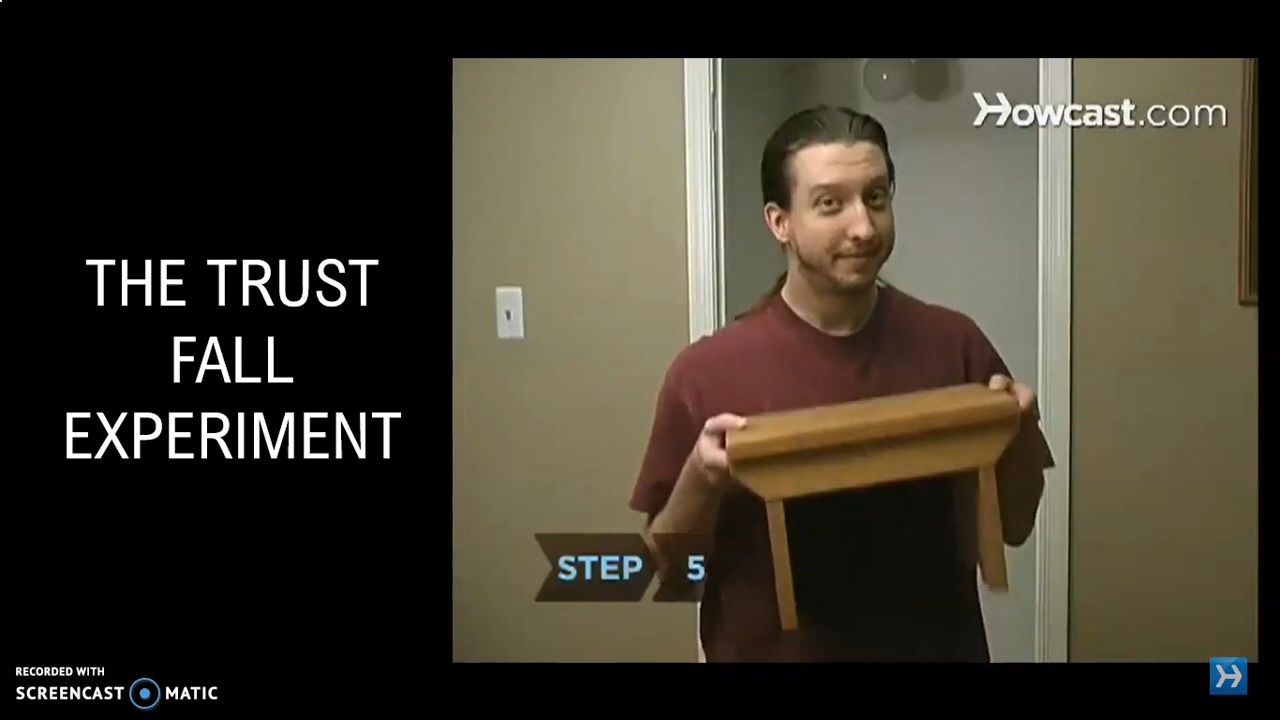 THE TRUST
FALL
EXPERIMENT
Howcast.com
STEP 5
RECORDED WITH
SCREENCAST MATIC